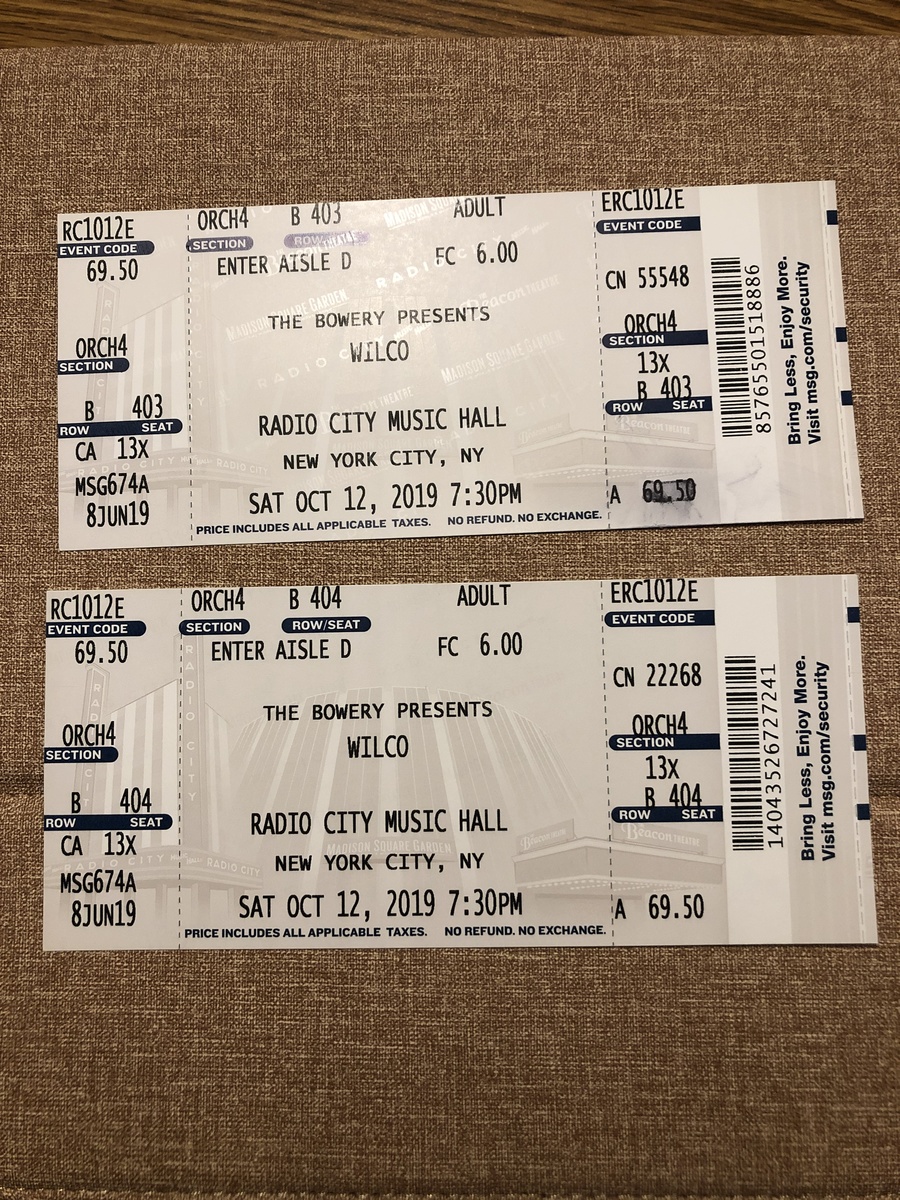 RC1012E
EVENT CODE
69.50
ORCH4
SECTION
B 403
ROW SEAT
CA 13X
MSG674A
8JUN19
ORCH4 B 403 ADULT
SECTION ROW/SEAT
ENTER AISLE D FC 6.00
THE BOWERY PRESENTS
WILCO
RADIO CITY MUSIC HALL
NEW YORK CITY, NY
SAT OCT 12, 2019 7:30PM
PRICE INCLUDES ALL APPLICABLE TAXES. NO REFUND. NO EXCHANGE.
ERC1012E
EVENT CODE
CN 55548
ORCH4
SECTION
13X
B 403
ROW SEAT
A 69.50
85765501518886
Bring Less, Enjoy More.
Visit msg.com/security
RC1012E
EVENT CODE
69.50
ORCH4
SECTION
B 404
ROW SEAT
CA 13X
MSG674A
8JUN19
ORCH4 B 404 ADULT
SECTION ROW/SEAT
ENTER AISLE D FC 6.00
THE BOWERY PRESENTS
WILCO
RADIO CITY MUSIC HALL
NEW YORK CITY, NY
SAT OCT 12, 2019 7:30PM
PRICE INCLUDES ALL APPLICABLE TAXES. NO REFUND. NO EXCHANGE.
ERC1012E
EVENT CODE
CN 22268
ORCH4
SECTION
13X
B 404
ROW SEAT
A 69.50
14043526727241
Bring Less, Enjoy More.
Visit msg.com/security